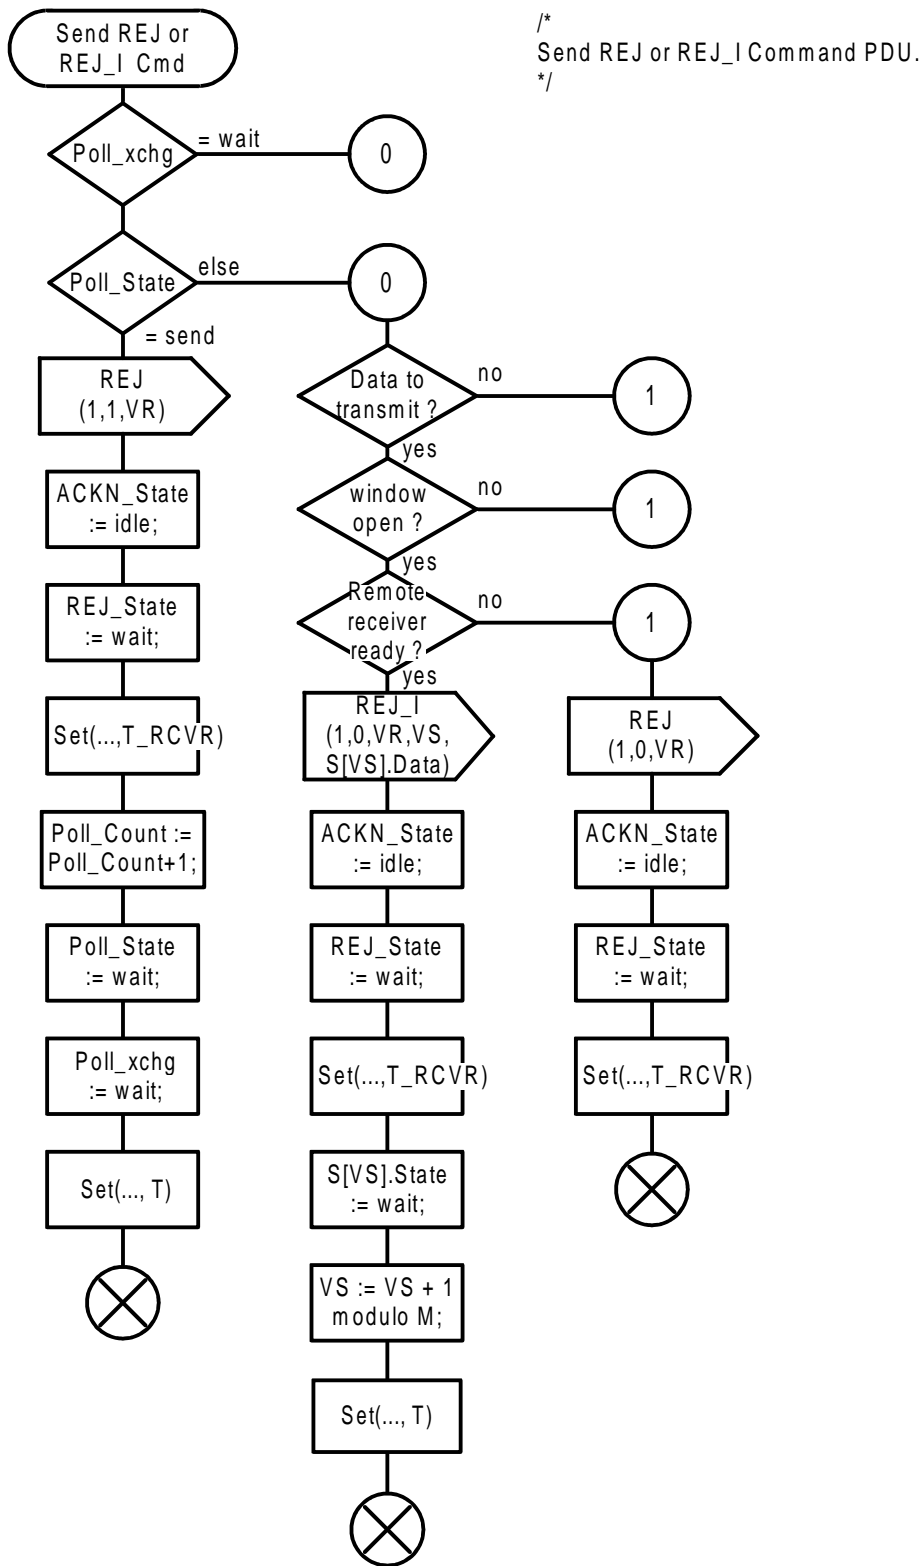 Send REJ or
REJ_I Cmd
/*
Send REJ or REJ_I Command PDU.
*/
Poll_xchg
= wait
0
Poll_State
else
0
= send
REJ
(1,1,VR)
ACKN_State
:= idle;
REJ_State
:= wait;
Set(...,T_RCVR)
Poll_Count :=
Poll_Count+1;
Poll_State
:= wait;
Poll_xchg
:= wait;
Set(..., T)
Data to
transmit ?
no
1
yes
window
open ?
no
1
yes
Remote
receiver
ready ?
no
1
yes
REJ_I
(1,0,VR,VS,
S[VS].Data)
ACKN_State
:= idle;
REJ_State
:= wait;
Set(...,T_RCVR)
S[VS].State
:= wait;
VS := VS + 1
modulo M;
Set(..., T)
REJ
(1,0,VR)
ACKN_State
:= idle;
REJ_State
:= wait;
Set(...,T_RCVR)